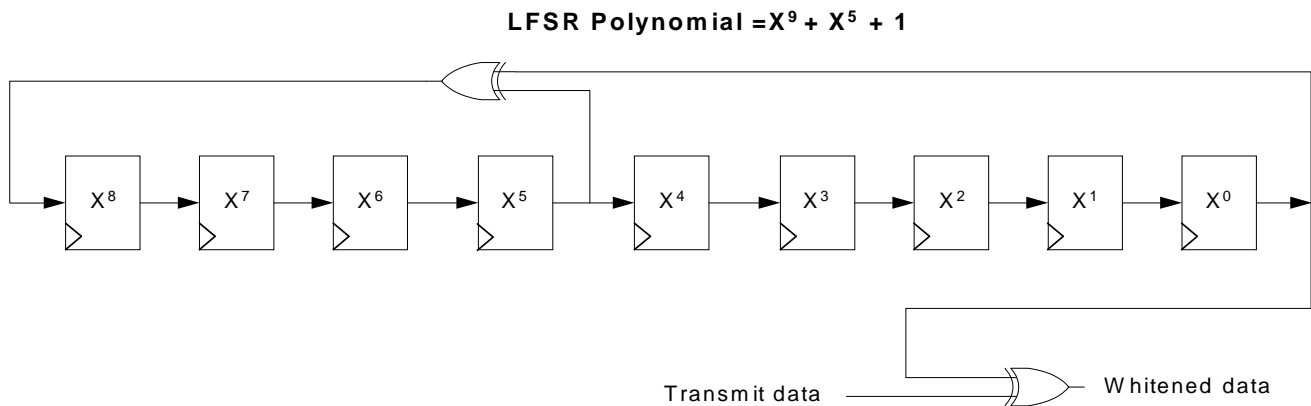 LFSR Polynomial =X⁹ + X⁵ + 1
X⁸ X⁷ X⁶ X⁵ X⁴ X³ X² X¹ X⁰
Transmit data
Whitened data